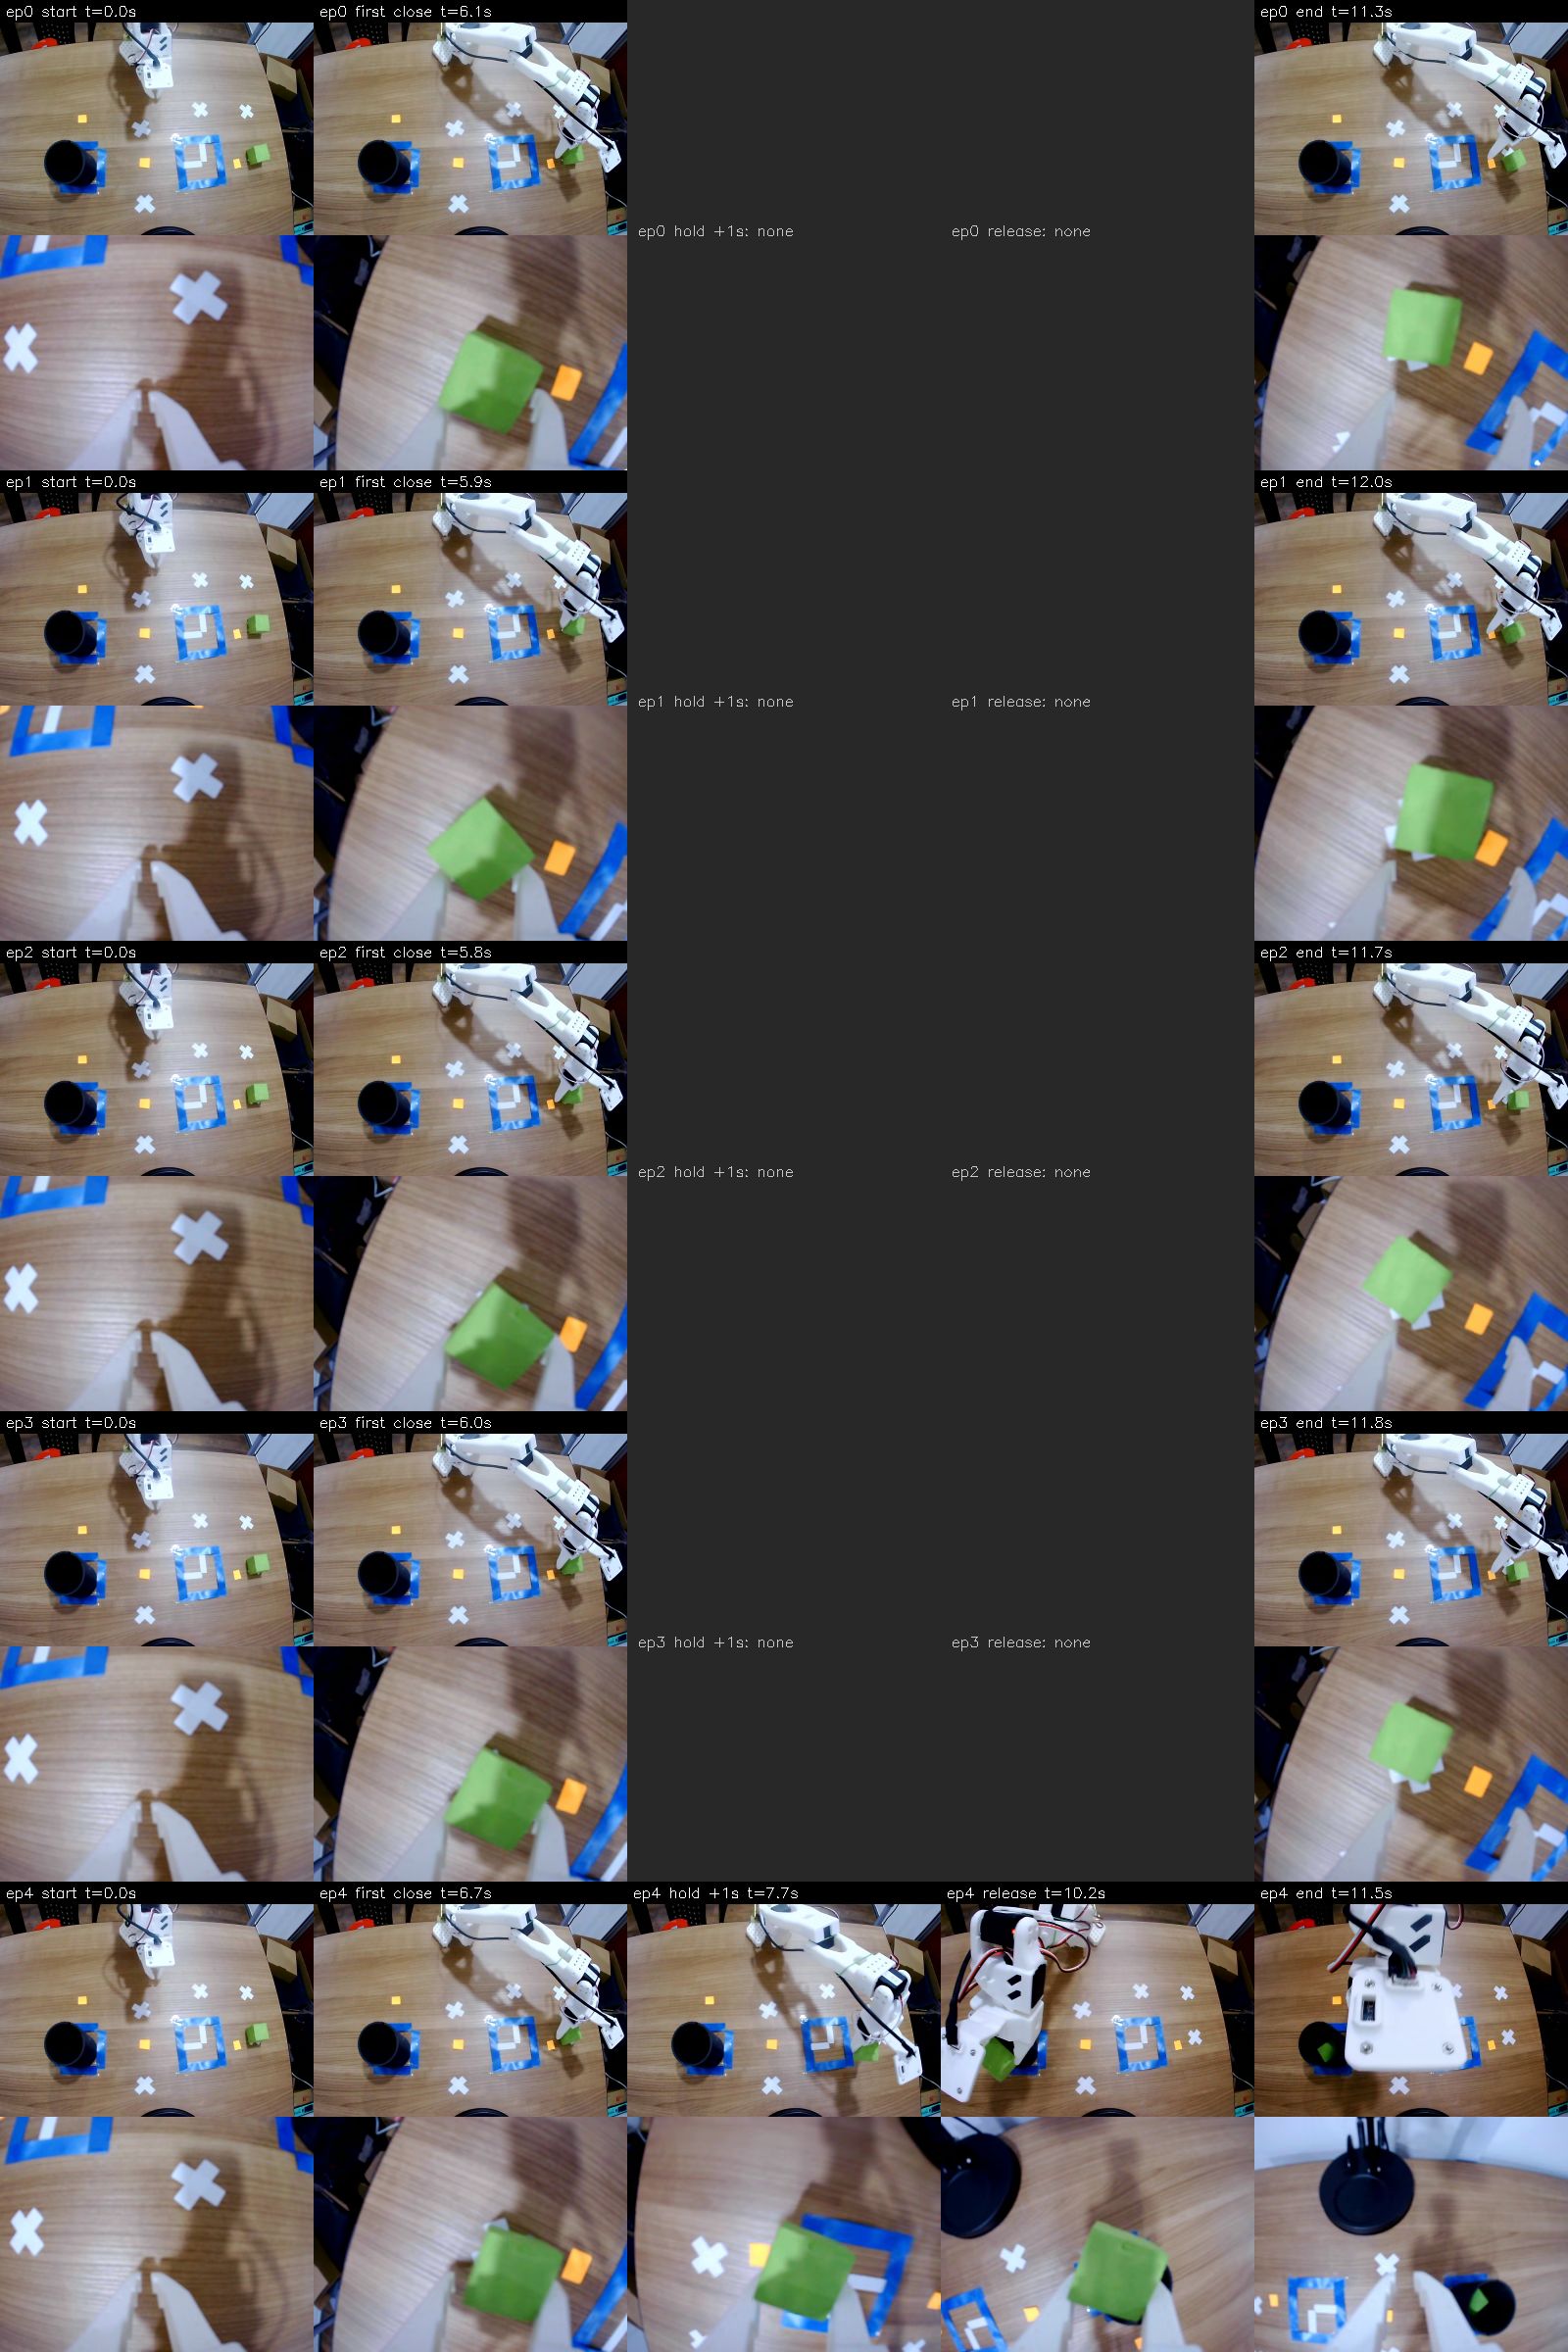 ep0 start t=0.0s
ep0 first close t=6.1s
ep0 end t=11.3s
ep0 hold +1s: none
ep0 release: none
ep1 start t=0.0s
ep1 first close t=5.9s
ep1 end t=12.0s
ep1 hold +1s: none
ep1 release: none
ep2 start t=0.0s
ep2 first close t=5.8s
ep2 end t=11.7s
ep2 hold +1s: none
ep2 release: none
ep3 start t=0.0s
ep3 first close t=6.0s
ep3 end t=11.8s
ep3 hold +1s: none
ep3 release: none
ep4 start t=0.0s
ep4 first close t=6.7s
ep4 hold +1s t=7.7s
ep4 release t=10.2s
ep4 end t=11.5s